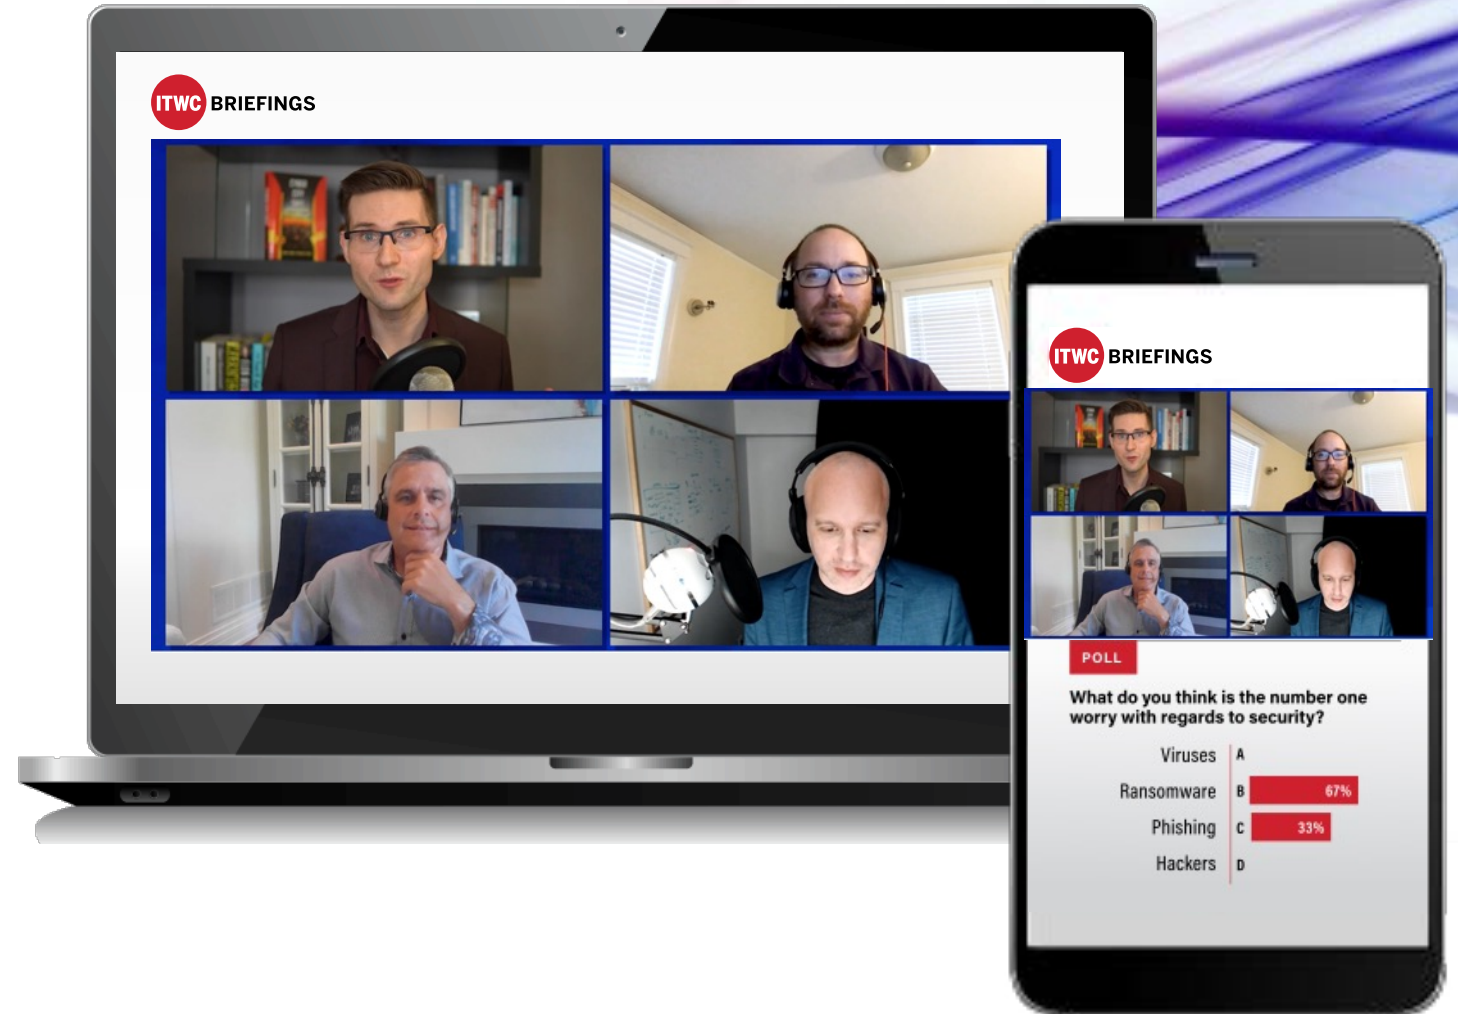 ITWC BRIEFINGS
ITWC BRIEFINGS
POLL
What do you think is the number one
worry with regards to security?
Viruses A
Ransomware B 67%
Phishing C 33%
Hackers D